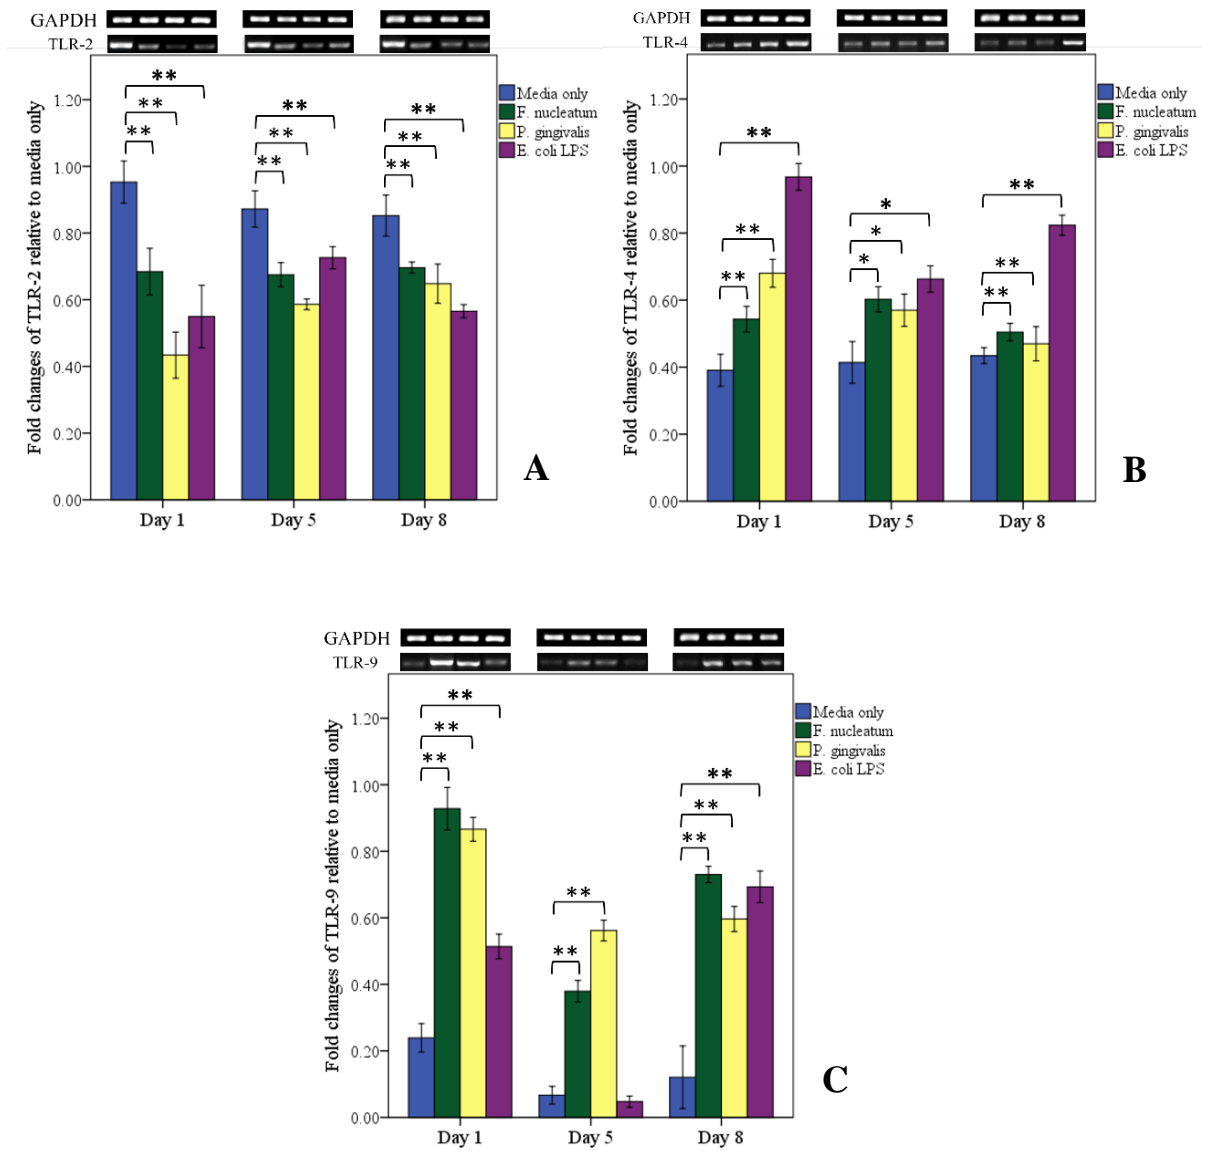 GAPDH
TLR-2
** ** **
** ** **
** ** **
Fold changes of TLR-2 relative to media only
1.20
1.00
0.80
0.60
0.40
0.20
0.00
Day 1 Day 5 Day 8
Media only
F. nucleatum
P. gingivalis
E. coli LPS
A
GAPDH
TLR-4
** * **
** * **
** * **
Fold changes of TLR-4 relative to media only
1.20
1.00
0.80
0.60
0.40
0.20
0.00
Day 1 Day 5 Day 8
Media only
F. nucleatum
P. gingivalis
E. coli LPS
B
GAPDH
TLR-9
** **
** ** **
** ** **
Fold changes of TLR-9 relative to media only
1.20
1.00
0.80
0.60
0.40
0.20
0.00
Day 1 Day 5 Day 8
Media only
F. nucleatum
P. gingivalis
E. coli LPS
C